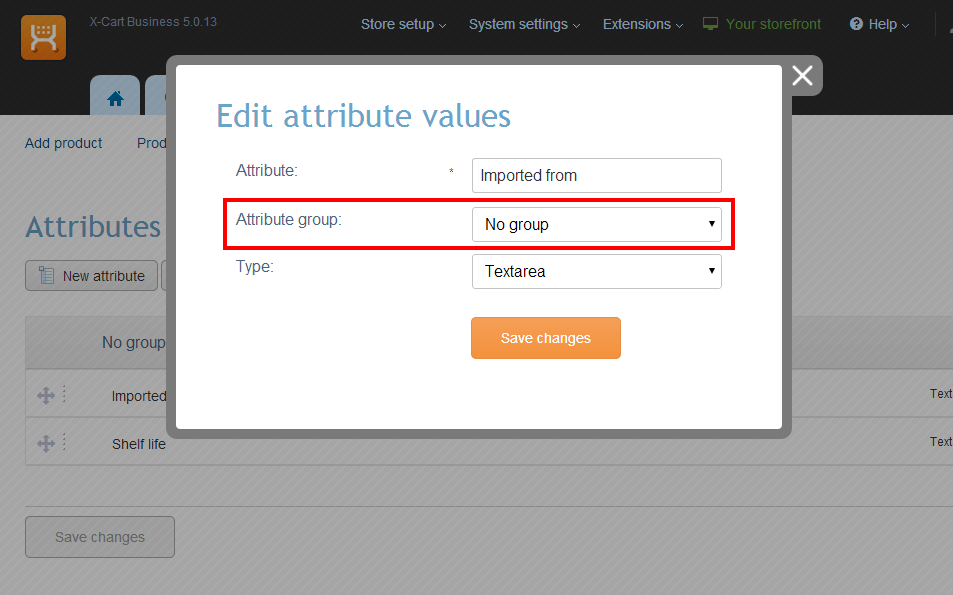 X-Cart Business 5.0.13
Store setup
System settings
Extensions
Your storefront
Help
Add product
Prod
Edit attribute values
Attribute:
*
Imported from
Attribute group:
No group
Type:
Textarea
Save changes
Attributes
New attribute
No group
Imported
Text
Shelf life
Text
Save changes